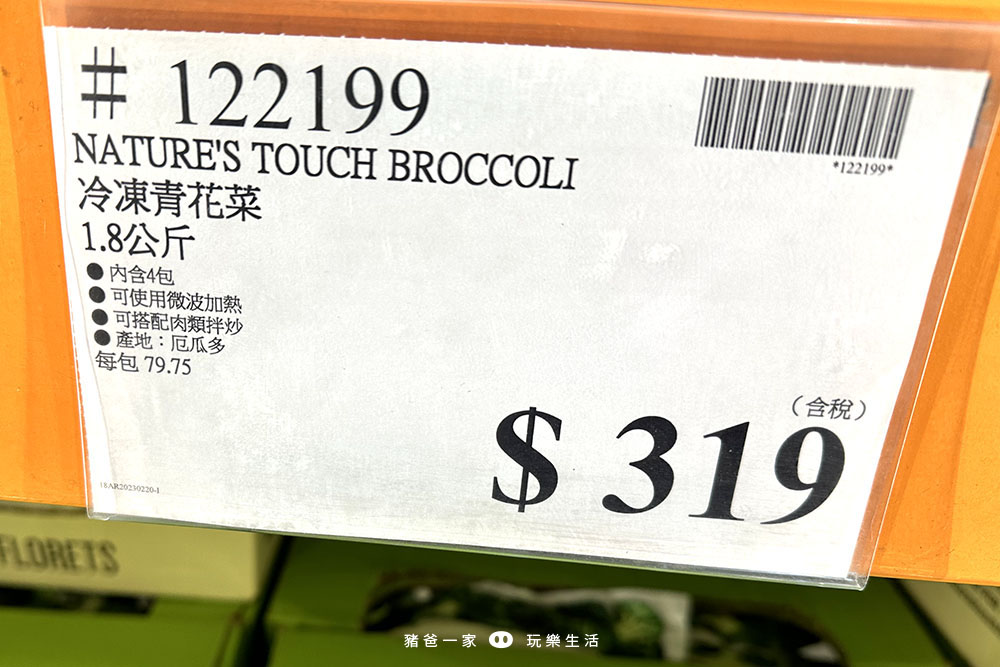 # 122199
*122199*
NATURE'S TOUCH BROCCOLI
冷凍青花菜
1.8公斤
● 內含4包
● 可使用微波加熱
● 可搭配肉類拌炒
● 產地：厄瓜多
每包 79.75
（含稅）
$ 319
18AR20230220-1
FLORETS
豬爸一家 玩樂生活